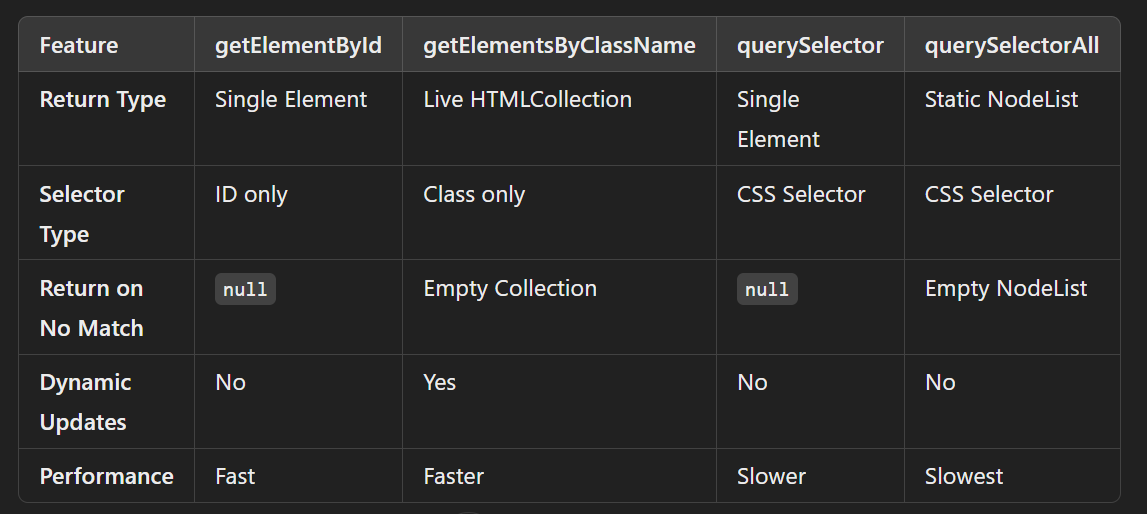 Feature getElementById getElementsByClassName querySelector querySelectorAll
Return Type Single Element Live HTMLCollection Single Static NodeList
Element
Selector ID only Class only CSS Selector CSS Selector
Type
Return on null Empty Collection null Empty NodeList
No Match
Dynamic No Yes No No
Updates
Performance Fast Faster Slower Slowest